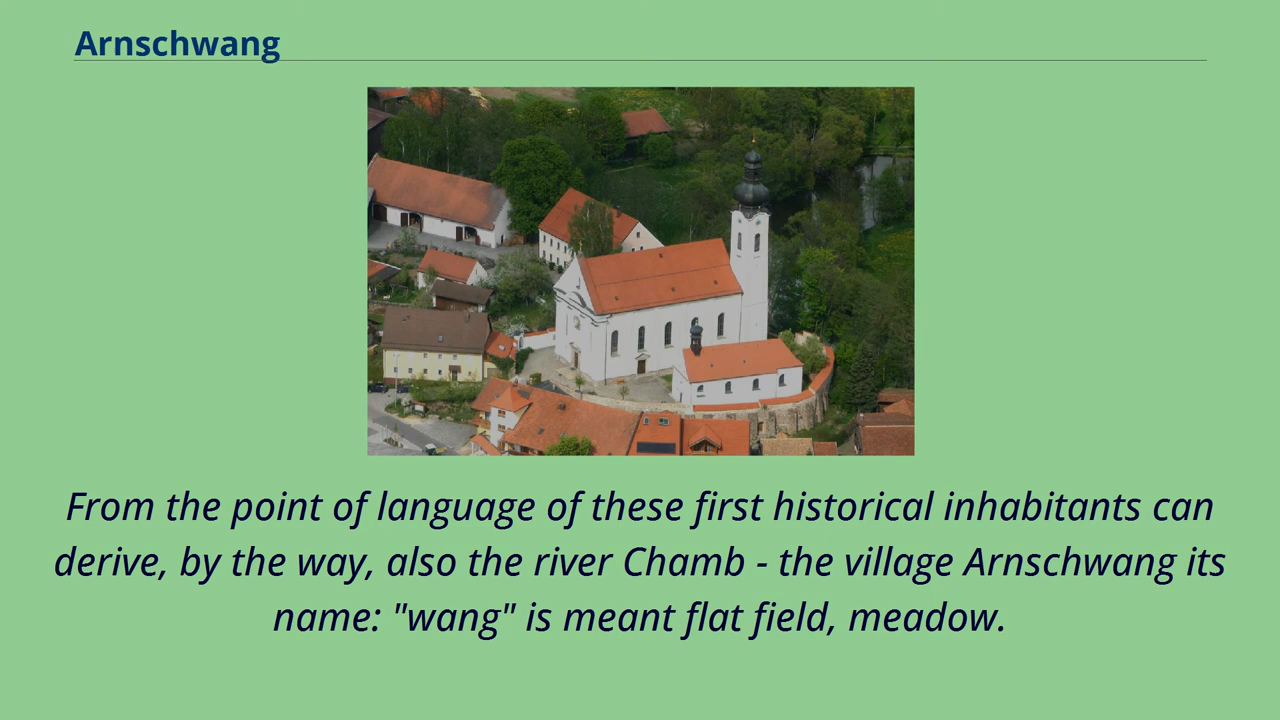 Arnschwang
From the point of language of these first historical inhabitants can
derive, by the way, also the river Chamb - the village Arnschwang its
name: "wang" is meant flat field, meadow.